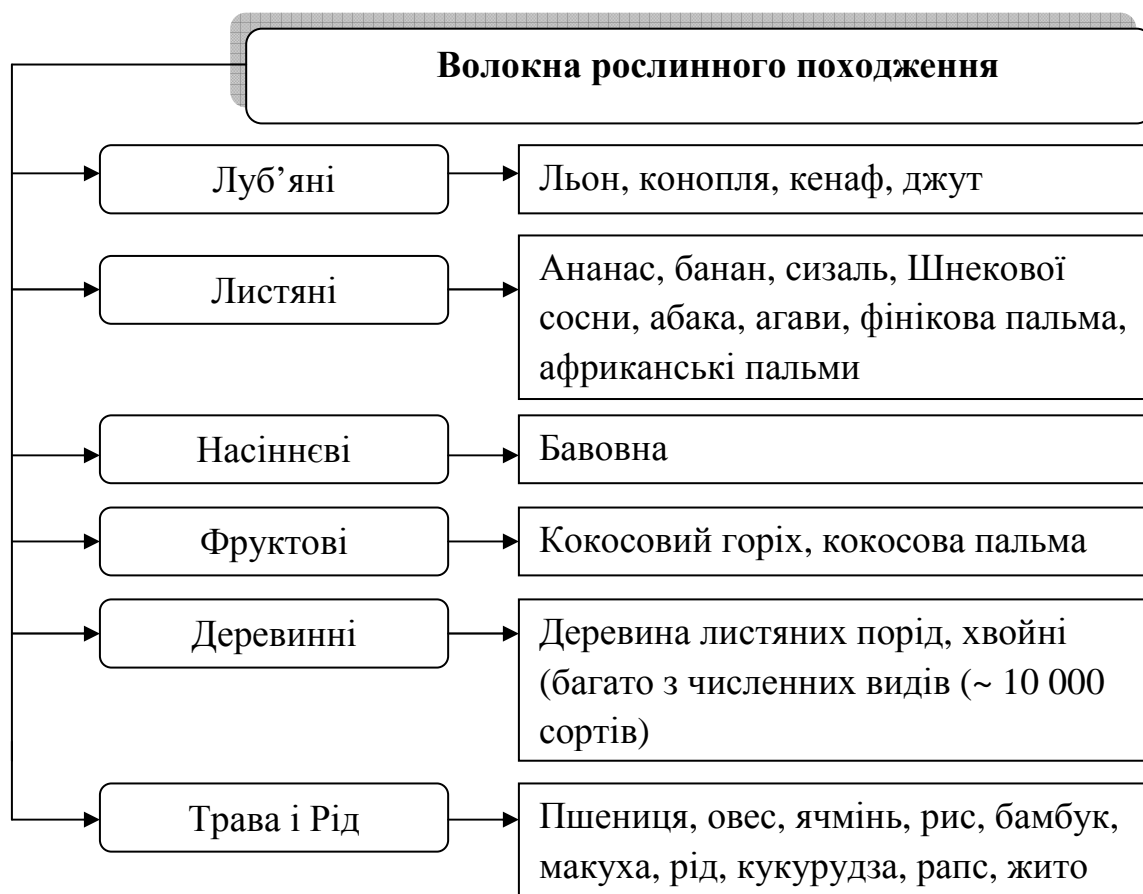 Волокна рослинного походження
Луб’яні
Льон, конопля, кенаф, джут
Листяні
Ананас, банан, сизаль, Шнекової
сосни, абака, агави, фінікова пальма,
африканські пальми
Насіннєві
Бавовна
Фруктові
Кокосовий горіх, кокосова пальма
Деревинні
Деревина листяних порід, хвойні
(багато з численних видів (~ 10 000
сортів)
Трава і Рід
Пшениця, овес, ячмінь, рис, бамбук,
макуха, рід, кукурудза, рапс, жито